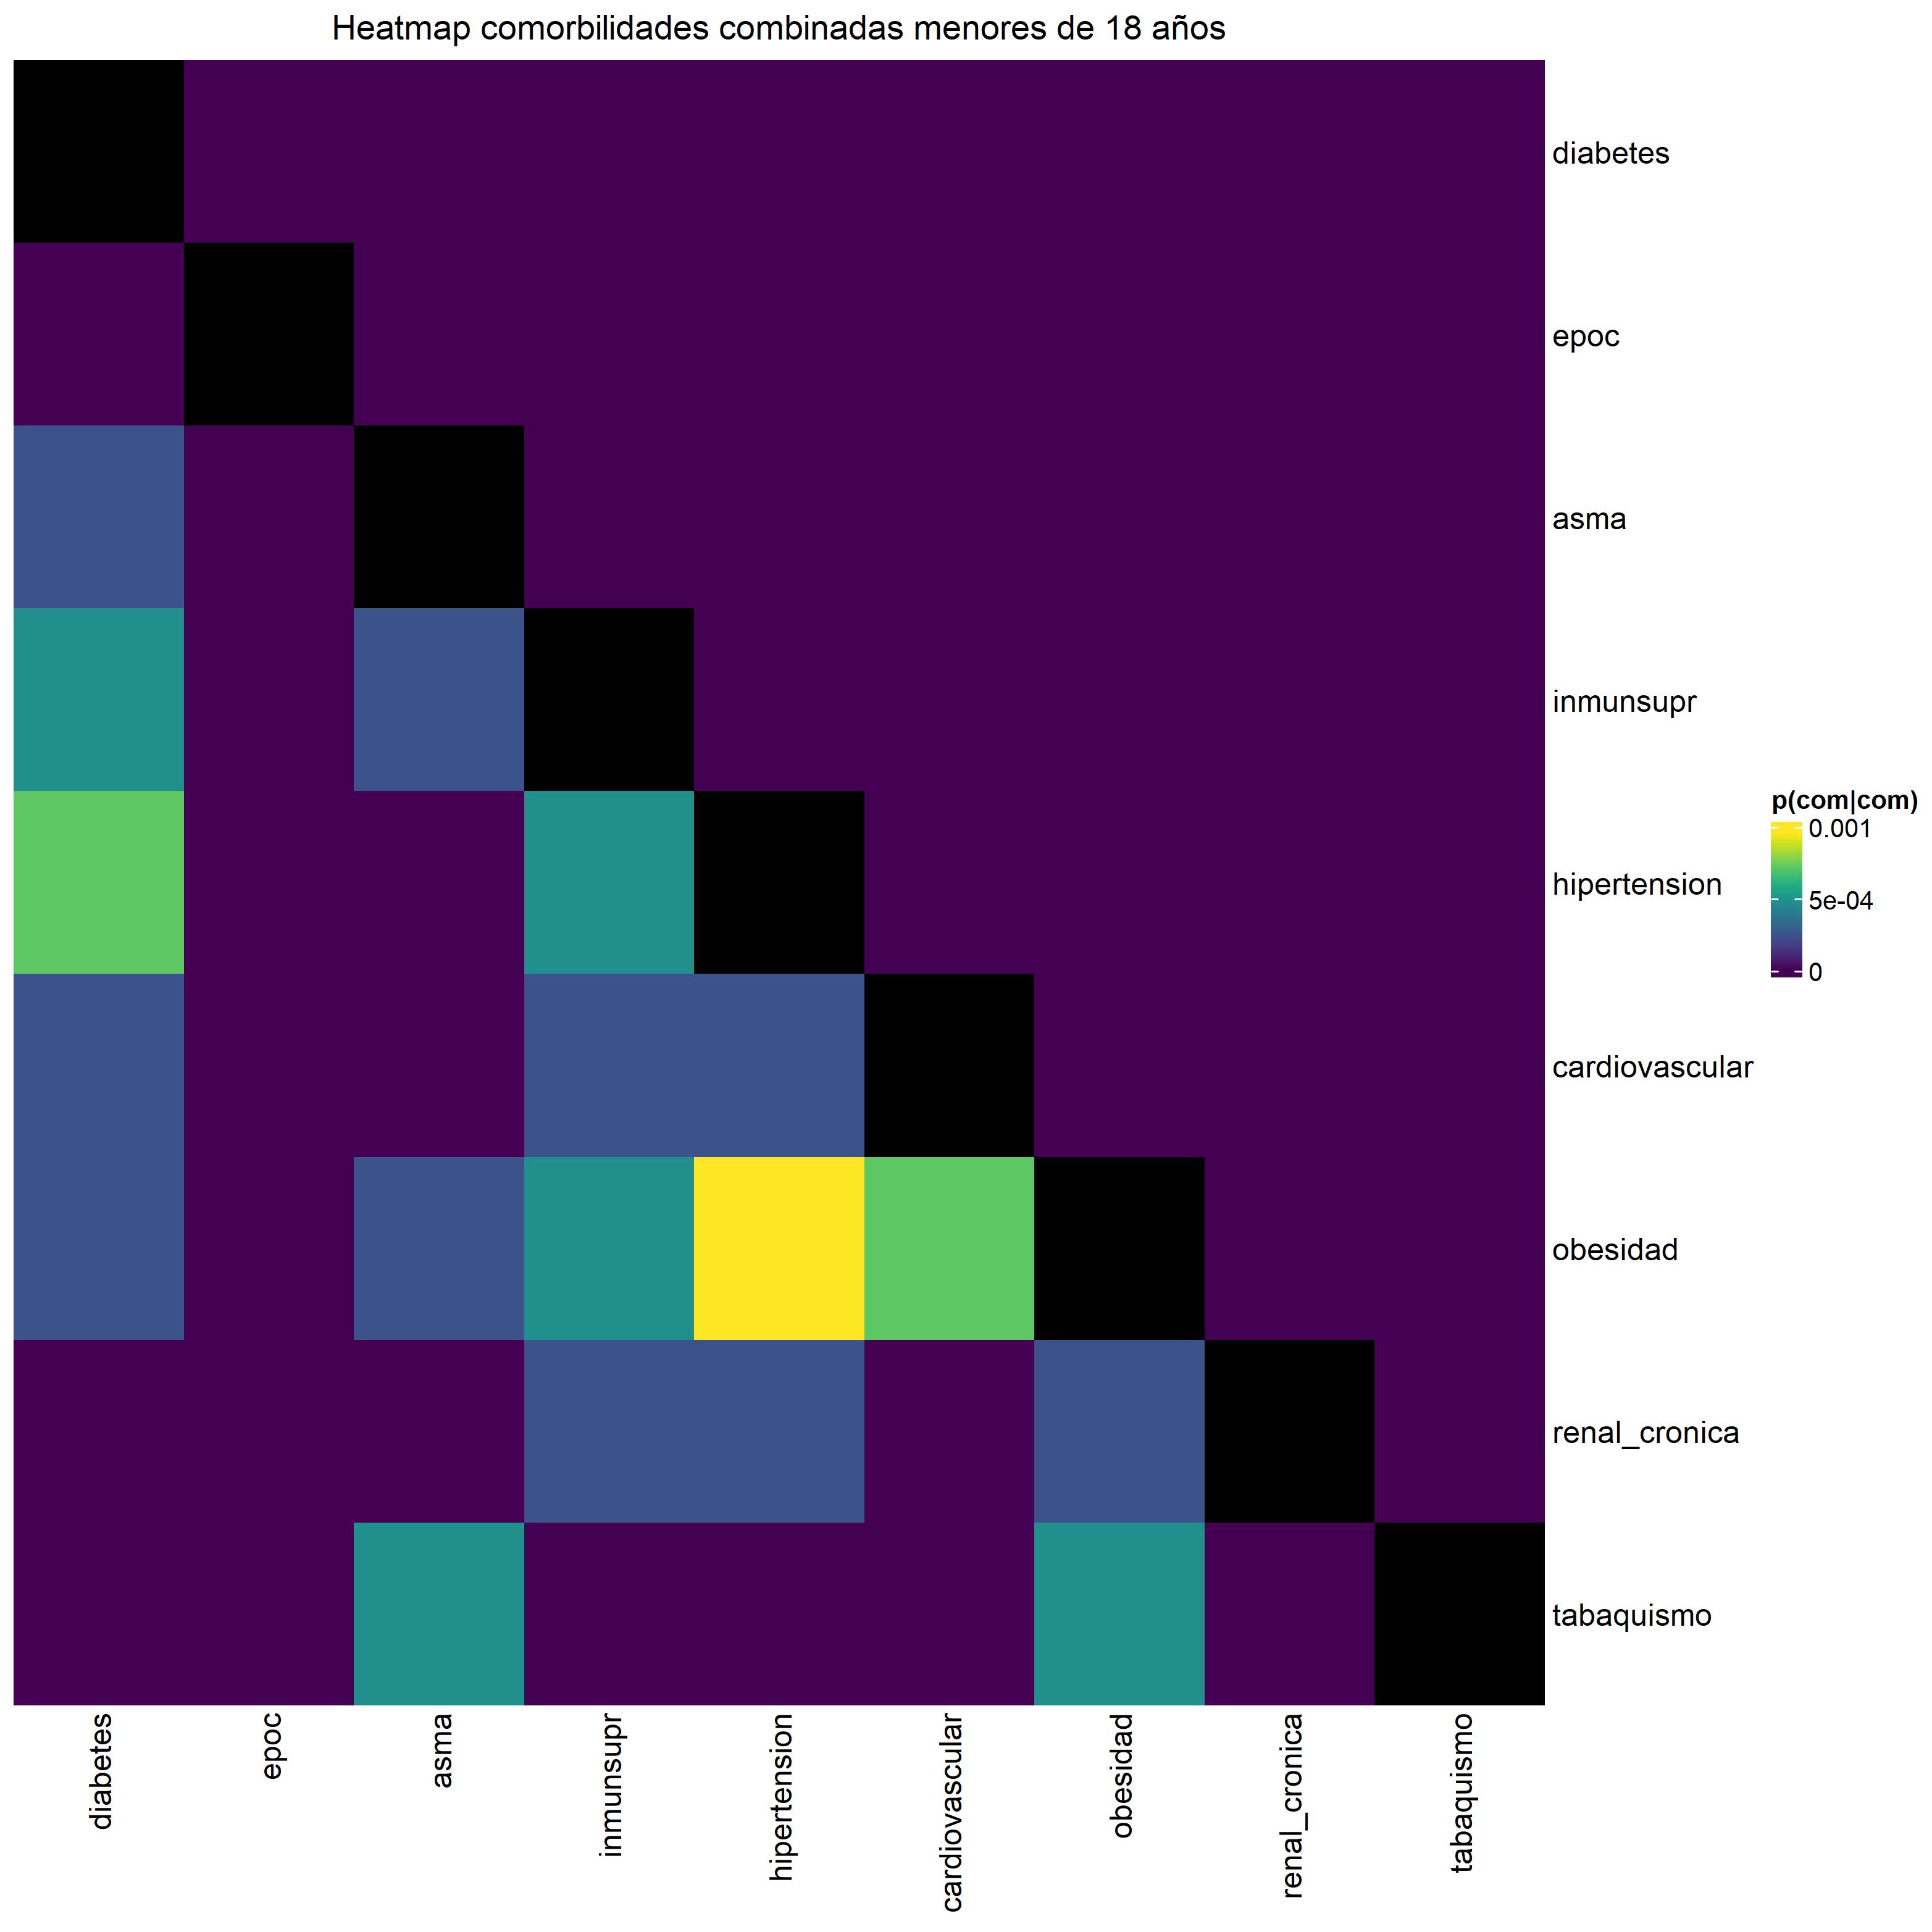 Heatmap comorbilidades combinadas menores de 18 años
diabetes
epoc
asma
inmunsupr
hipertension
cardiovascular
obesidad
renal_cronica
tabaquismo
p(com|com)
0.001
5e-04
0
diabetes
epoc
asma
inmunsupr
hipertension
cardiovascular
obesidad
renal_cronica
tabaquismo